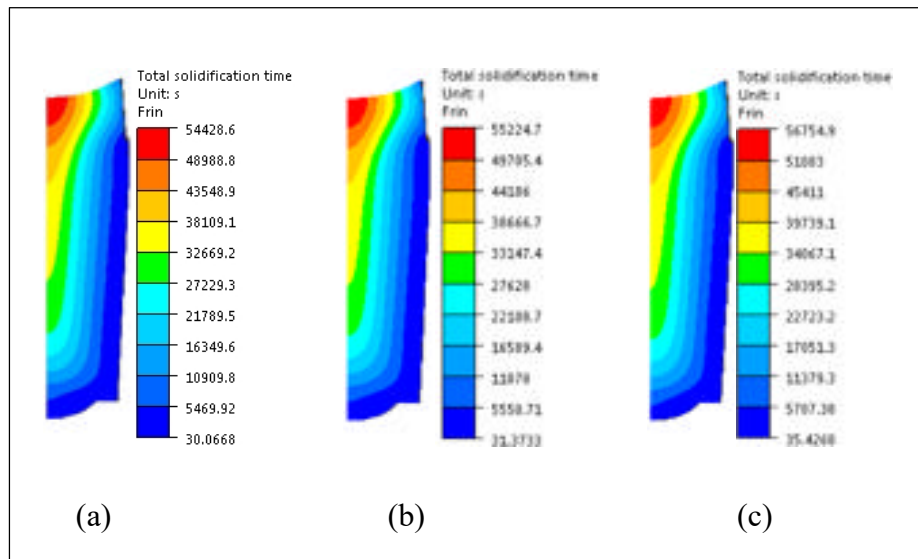 Total solidification time
Unit: s
Frin
54428.6
48988.8
43548.9
38109.1
32669.2
27229.3
21789.5
16349.6
10909.8
5469.92
30.0668
(a)
Total solidification time
Unit: s
Frin
55224.7
49705.4
44186
38666.7
33147.4
27628
22108.7
16589.4
11070
5550.71
31.3733
(b)
Total solidification time
Unit: s
Frin
56754.9
51083
45411
39739.1
34067.1
28395.2
22723.2
17051.3
11379.3
5707.38
35.4268
(c)